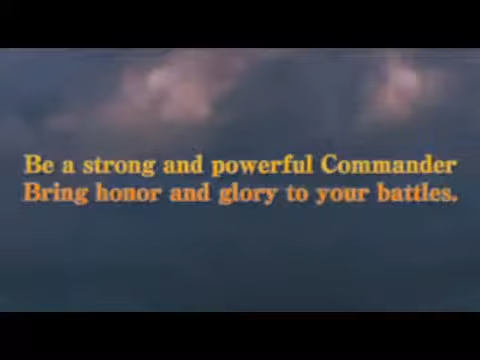 Be a strong and powerful Commander
Bring honor and glory to your battles.